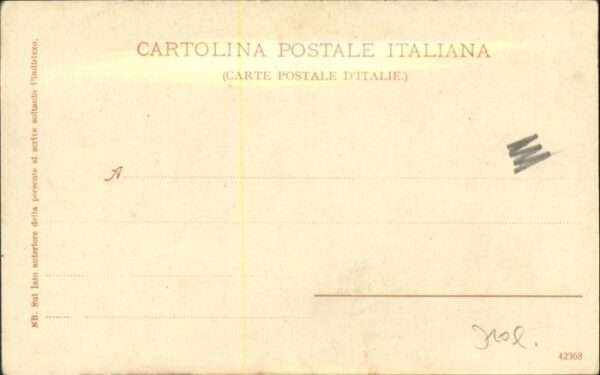 CARTOLINA POSTALE ITALIANA
(CARTE POSTALE D'ITALIE.)
A
NB. Sul lato anteriore della presente si scrive soltanto l'indirizzo.
42368